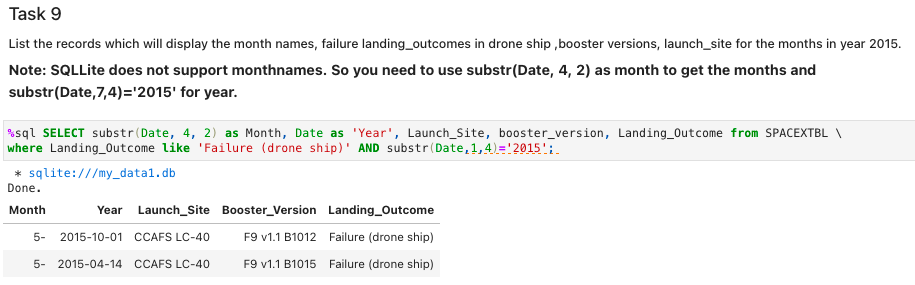 Task 9
List the records which will display the month names, failure landing_outcomes in drone ship ,booster versions, launch_site for the months in year 2015.
Note: SQLLite does not support monthnames. So you need to use substr(Date, 4, 2) as month to get the months and
substr(Date,7,4)='2015' for year.
%sql SELECT substr(Date, 4, 2) as Month, Date as 'Year', Launch_Site, booster_version, Landing_Outcome from SPACEXTBL \
where Landing_Outcome like 'Failure (drone ship)' AND substr(Date,1,4)='2015';
* sqlite:///my_data1.db
Done.
Month Year Launch_Site Booster_Version Landing_Outcome
5- 2015-10-01 CCAFS LC-40 F9 v1.1 B1012 Failure (drone ship)
5- 2015-04-14 CCAFS LC-40 F9 v1.1 B1015 Failure (drone ship)